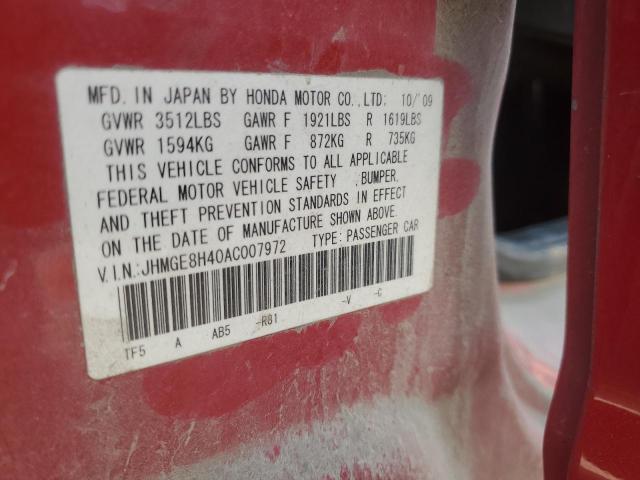 MFD. IN JAPAN BY HONDA MOTOR CO.,LTD: 10/'09
GVWR 3512LBS GAWR F 1921LBS R 1619LBS
GVWR 1594KG GAWR F 872KG R 735KG
THIS VEHICLE CONFORMS TO ALL APPLICABLE
FEDERAL MOTOR VEHICLE SAFETY ,BUMPER,
AND THEFT PREVENTION STANDARDS IN EFFECT
ON THE DATE OF MANUFACTURE SHOWN ABOVE.
V.I.N:JHMGE8H40AC007972 TYPE:PASSENGER CAR
TF5 A AB5 -R81 -V -C